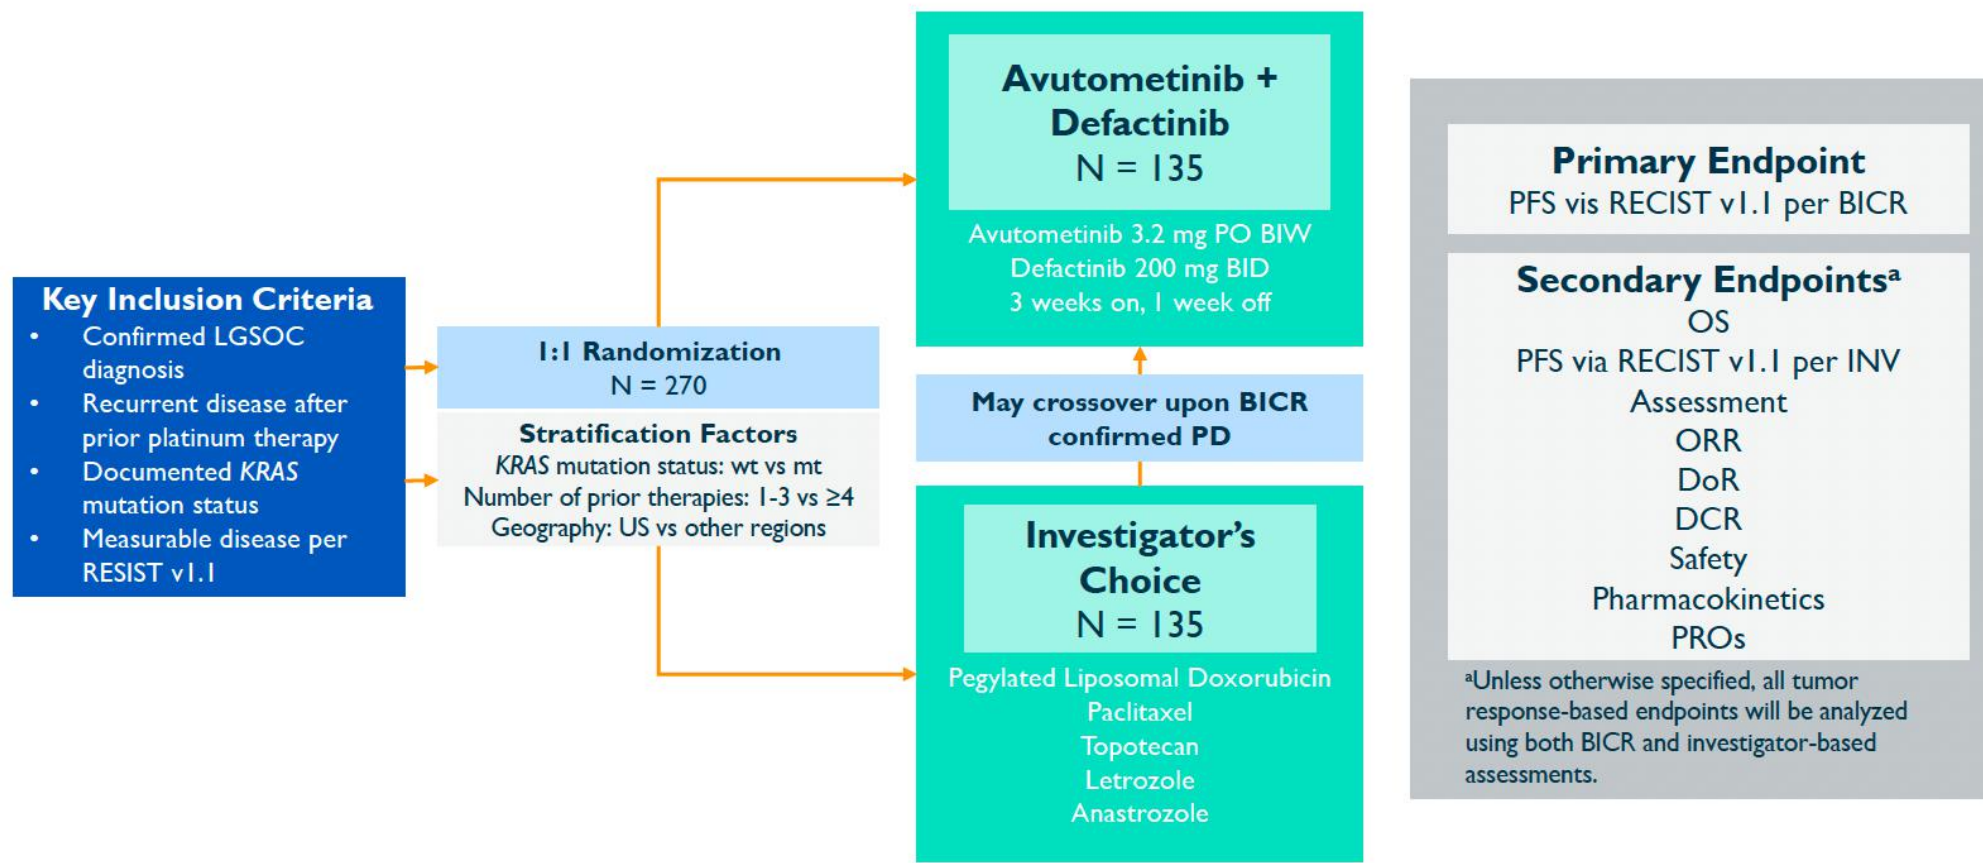 Key Inclusion Criteria
• Confirmed LGSOC
diagnosis
• Recurrent disease after
prior platinum therapy
• Documented KRAS
mutation status
• Measurable disease per
RESIST v1.1
1:1 Randomization
N = 270
Stratification Factors
KRAS mutation status: wt vs mt
Number of prior therapies: 1-3 vs ≥4
Geography: US vs other regions
Avutometinib +
Defactinib
N = 135
Avutometinib 3.2 mg PO BIW
Defactinib 200 mg BID
3 weeks on, 1 week off
May crossover upon BICR
confirmed PD
Investigator’s
Choice
N = 135
Pegylated Liposomal Doxorubicin
Paclitaxel
Topotecan
Letrozole
Anastrozole
Primary Endpoint
PFS vis RECIST v1.1 per BICR
Secondary Endpointsᵃ
OS
PFS via RECIST v1.1 per INV
Assessment
ORR
DoR
DCR
Safety
Pharmacokinetics
PROs
ᵃUnless otherwise specified, all tumor
response-based endpoints will be analyzed
using both BICR and investigator-based
assessments.